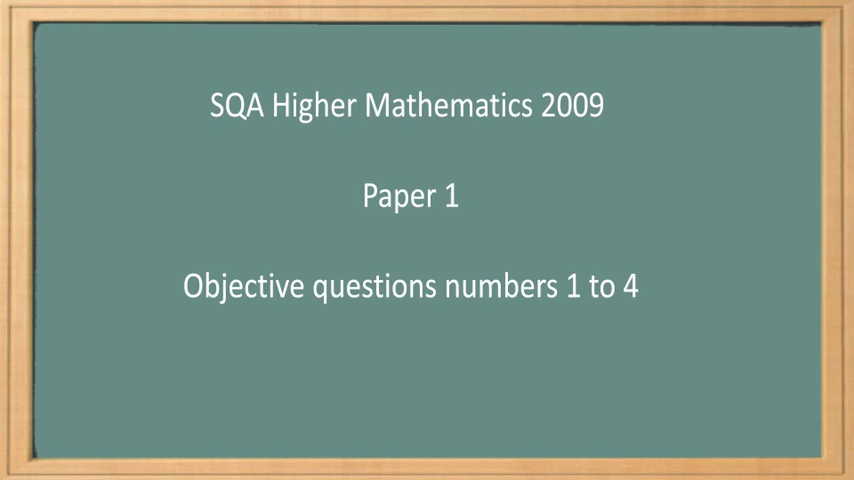 SQA Higher Mathematics 2009
Paper 1
Objective questions numbers 1 to 4